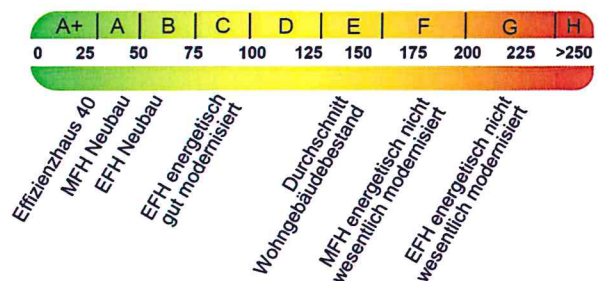 A+ A B C D E F G H
0 25 50 75 100 125 150 175 200 225 >250
Effizienzhaus 40
MFH Neubau
EFH Neubau
EFH energetisch
gut modernisiert
Durchschnitt
Wohngebäudebestand
MFH energetisch nicht
wesentlich modernisiert
EFH energetisch nicht
wesentlich modernisiert